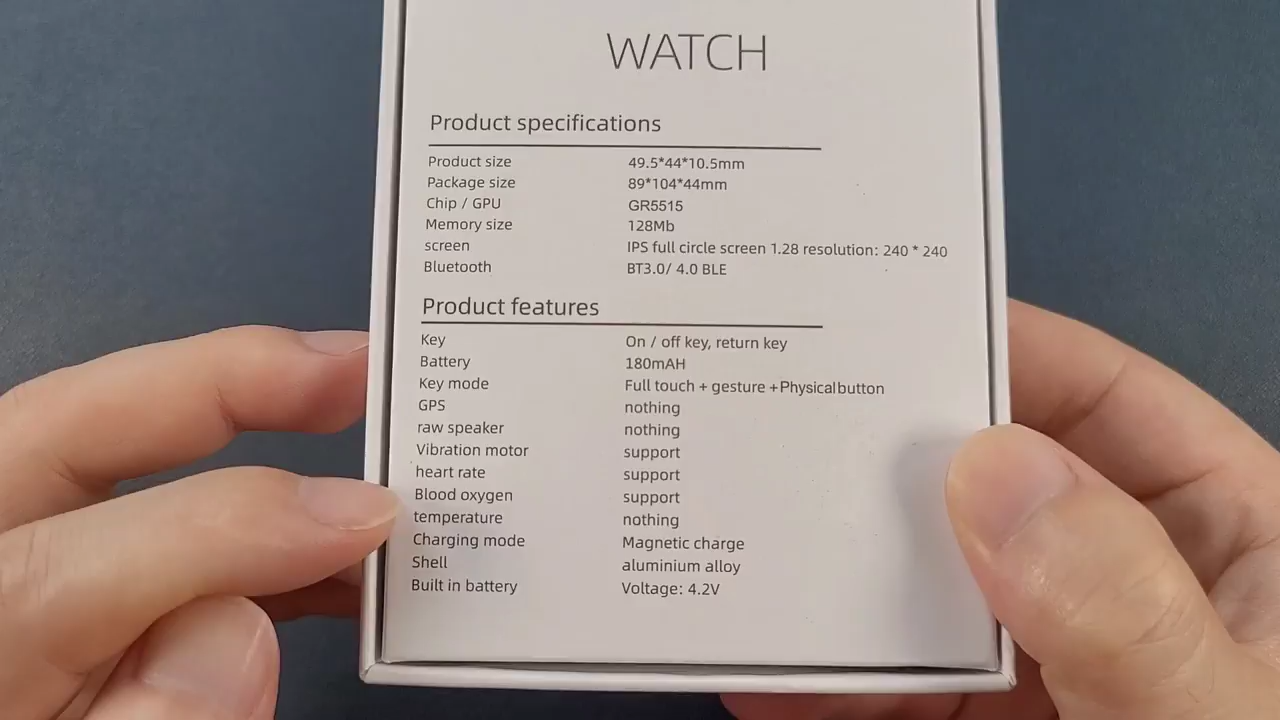 WATCH
Product specifications
Product size 49.5*44*10.5mm
Package size 89*104*44mm
Chip / GPU GR5515
Memory size 128Mb
screen IPS full circle screen 1.28 resolution: 240 * 240
Bluetooth BT3.0/ 4.0 BLE
Product features
Key On / off key, return key
Battery 180mAH
Key mode Full touch + gesture +Physicalbutton
GPS nothing
raw speaker nothing
Vibration motor support
heart rate support
Blood oxygen support
temperature nothing
Charging mode Magnetic charge
Shell aluminium alloy
Built in battery Voltage: 4.2V